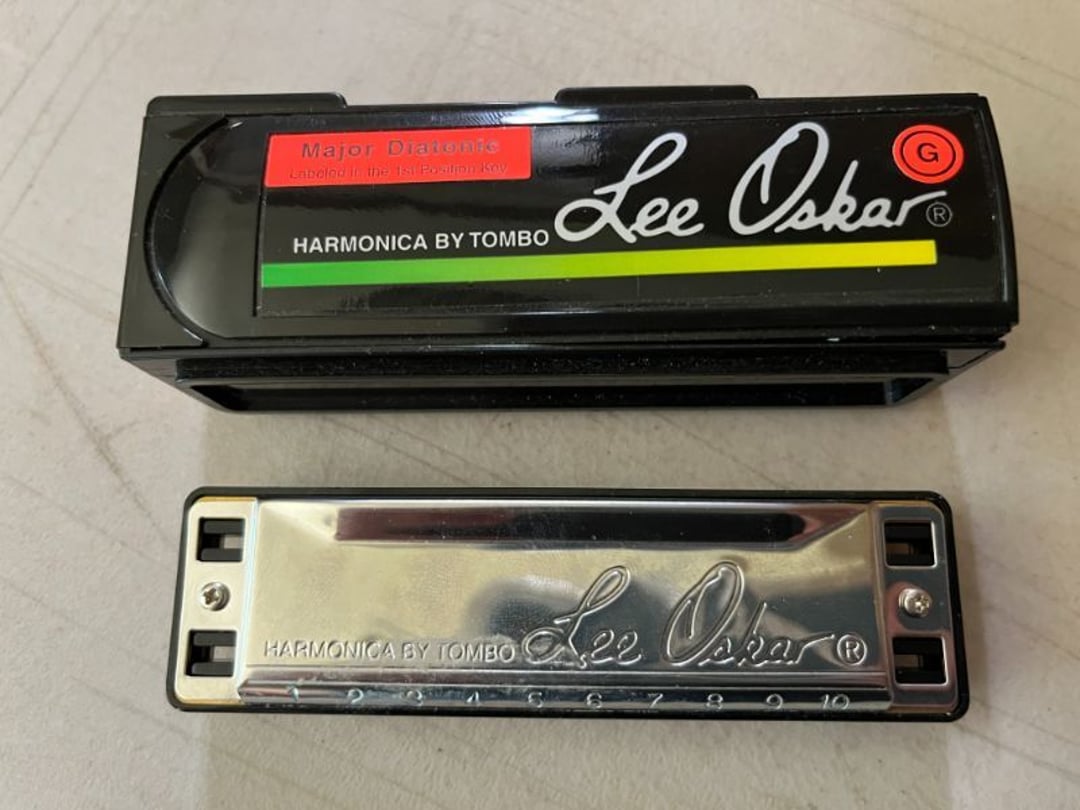 Major Diatonic
Labeled in the 1st Position Key
G
Lee Oskar®
HARMONICA BY TOMBO
HARMONICA BY TOMBO Lee Oskar®
1 2 3 4 5 6 7 8 9 10